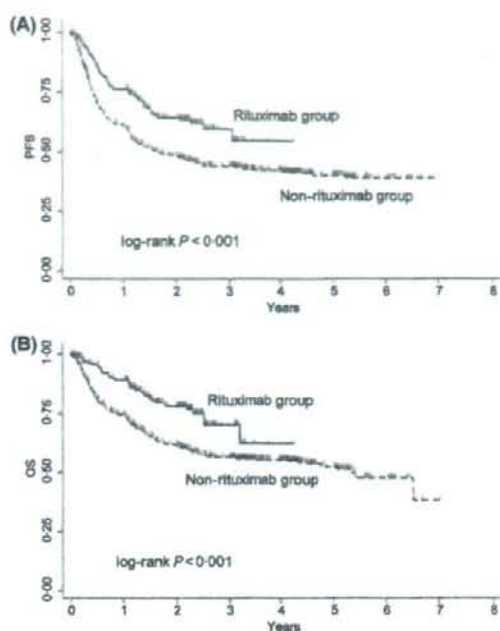 (A)
1·00
0·75
0·50
0·25
0·00
PFS
Rituximab group
Non-rituximab group
log-rank P < 0·001
0 1 2 3 4 5 6 7 8
Years
(B)
1·00
0·75
0·50
0·25
0·00
OS
Rituximab group
Non-rituximab group
log-rank P < 0·001
0 1 2 3 4 5 6 7 8
Years